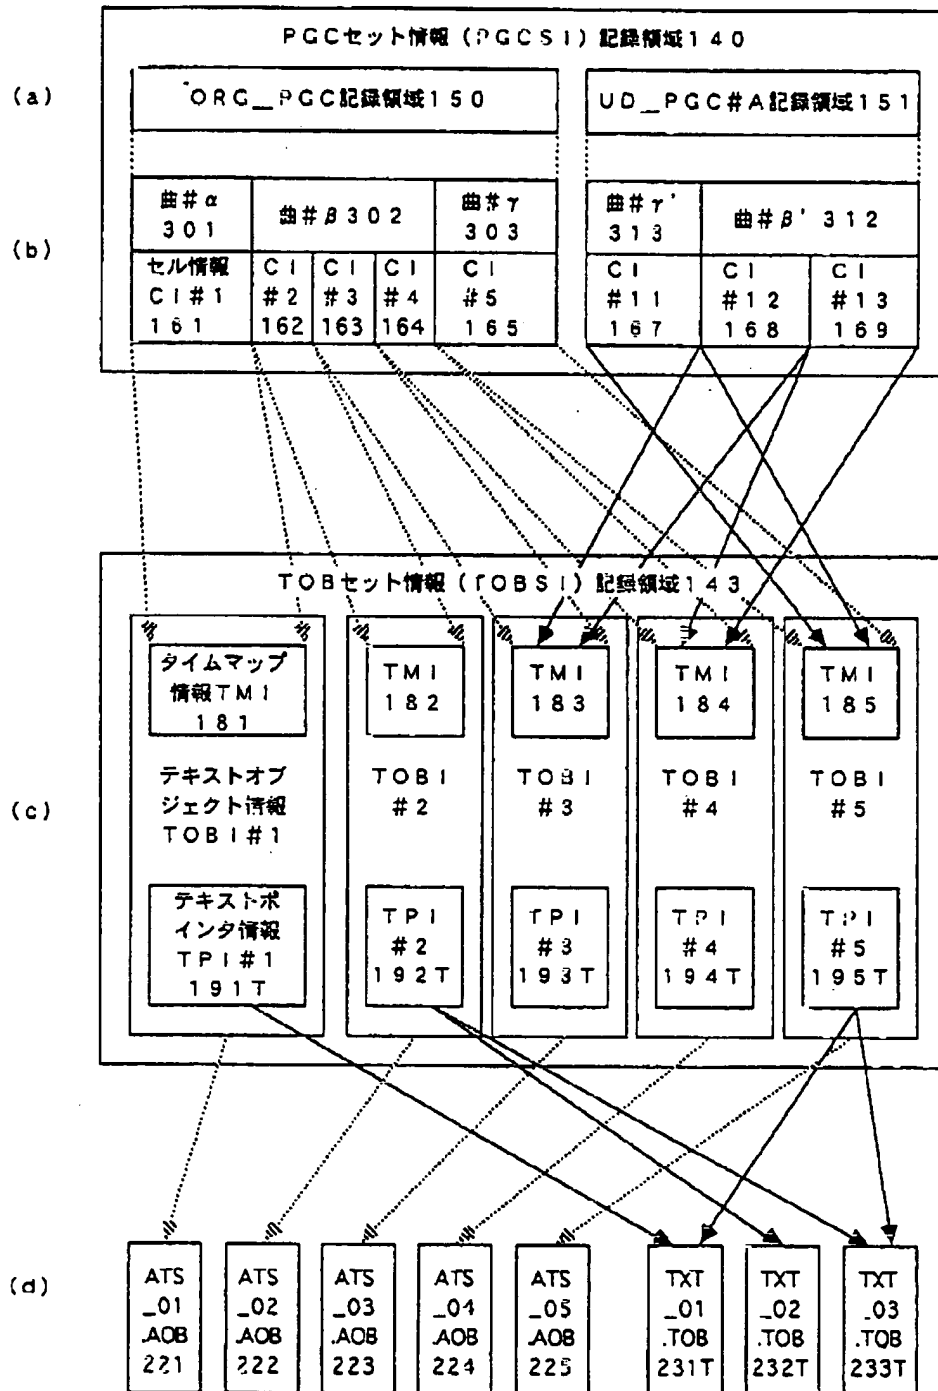 PGCセット情報(PGCSI)記録領域140
(a)
ORG_PGC記録領域150
UD_PGC#A記録領域151
(b)
曲#α
301
曲#β302
曲#γ
303
曲#γ'
313
曲#β'312
セル情報
CI#1
161
CI
#2
162
CI
#3
163
CI
#4
164
CI
#5
165
CI
#11
167
CI
#12
168
CI
#13
169
TOBセット情報(TOBSI)記録領域143
(c)
タイムマップ
情報TMI
181
TMI
182
TMI
183
TMI
184
TMI
185
テキストオブ
ジェクト情報
TOBI#1
TOBI
#2
TOBI
#3
TOBI
#4
TOBI
#5
テキストポ
インタ情報
TPI#1
191T
TPI
#2
192T
TPI
#3
193T
TPI
#4
194T
TPI
#5
195T
(d)
ATS
_01
.AOB
221
ATS
_02
.AOB
222
ATS
_03
.AOB
223
ATS
_04
.AOB
224
ATS
_05
.AOB
225
TXT
_01
.TOB
231T
TXT
_02
.TOB
232T
TXT
_03
.TOB
233T